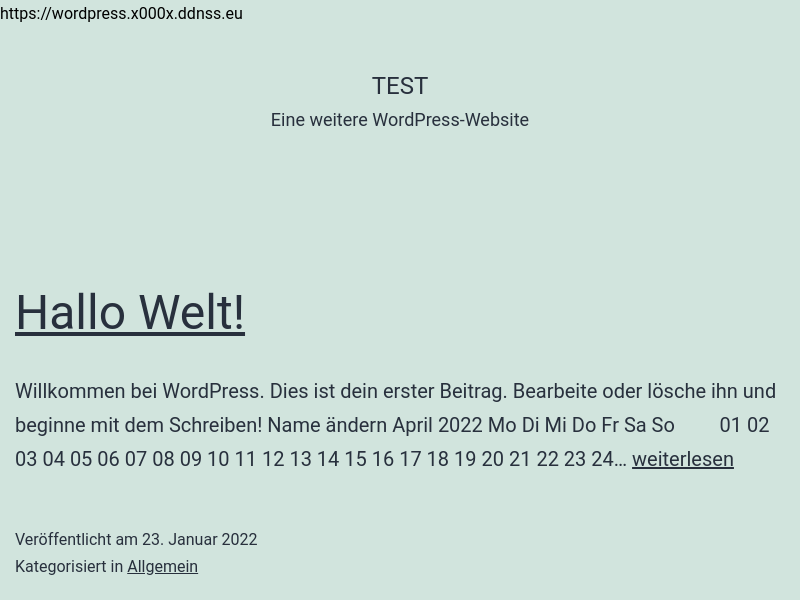 https://wordpress.x000x.ddnss.eu
TEST
Eine weitere WordPress-Website
Hallo Welt!
Willkommen bei WordPress. Dies ist dein erster Beitrag. Bearbeite oder lösche ihn und
beginne mit dem Schreiben! Name ändern April 2022 Mo Di Mi Do Fr Sa So 01 02
03 04 05 06 07 08 09 10 11 12 13 14 15 16 17 18 19 20 21 22 23 24… weiterlesen
Veröffentlicht am 23. Januar 2022
Kategorisiert in Allgemein